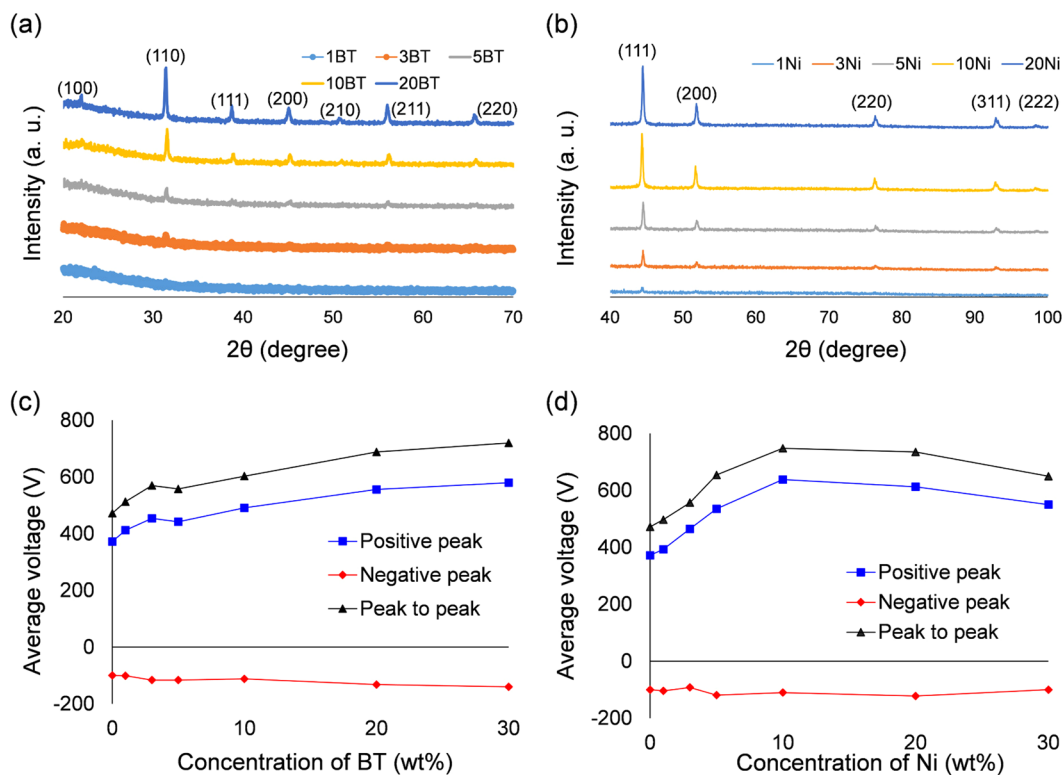 (a)
1BT 3BT 5BT
10BT 20BT
(100)
(110)
(111)
(200)
(210)
(211)
(220)
Intensity (a. u.)
20 30 40 50 60 70
2θ (degree)
(b)
1Ni 3Ni 5Ni 10Ni 20Ni
(111)
(200)
(220)
(311)
(222)
Intensity (a. u.)
40 50 60 70 80 90 100
2θ (degree)
(c)
800
600
400
200
0
-200
Average voltage (V)
Positive peak
Negative peak
Peak to peak
0 10 20 30
Concentration of BT (wt%)
(d)
800
600
400
200
0
-200
Average voltage (V)
Positive peak
Negative peak
Peak to peak
0 10 20 30
Concentration of Ni (wt%)